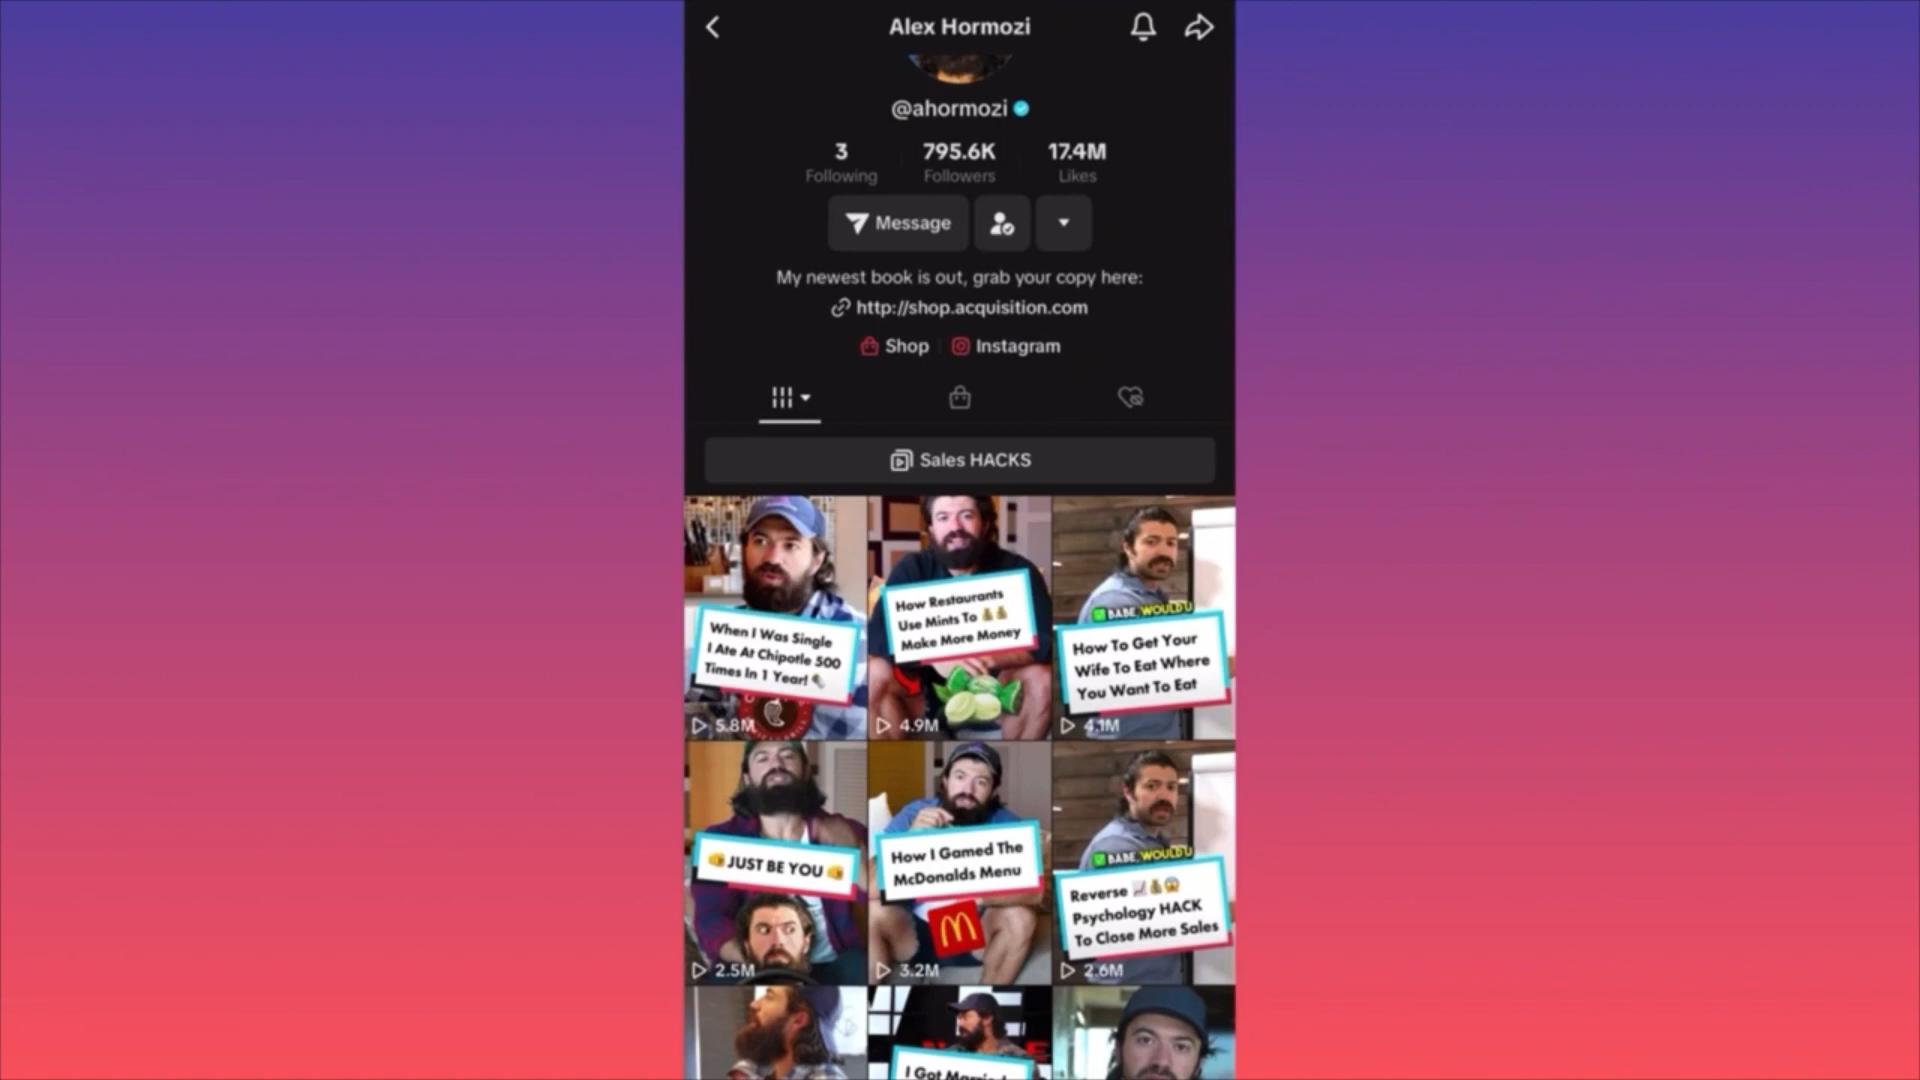 Alex Hormozi
@ahormozi
3
795.6K
17.4M
Following
Followers
Likes
Message
My newest book is out, grab your copy here:
http://shop.acquisition.com
Shop
Instagram
Sales HACKS
When I Was Single
I Ate At Chipotle 500
Times In 1 Year!
5.8M
How Restaurants
Use Mints To 💰💰
Make More Money
4.9M
✅ BABE, WOULD U
How To Get Your
Wife To Eat Where
You Want To Eat
4.1M
JUST BE YOU
2.5M
How I Gamed The
McDonalds Menu
3.2M
✅ BABE, WOULD U
Reverse 📈💰😱
Psychology HACK
To Close More Sales
2.6M
I Got Married